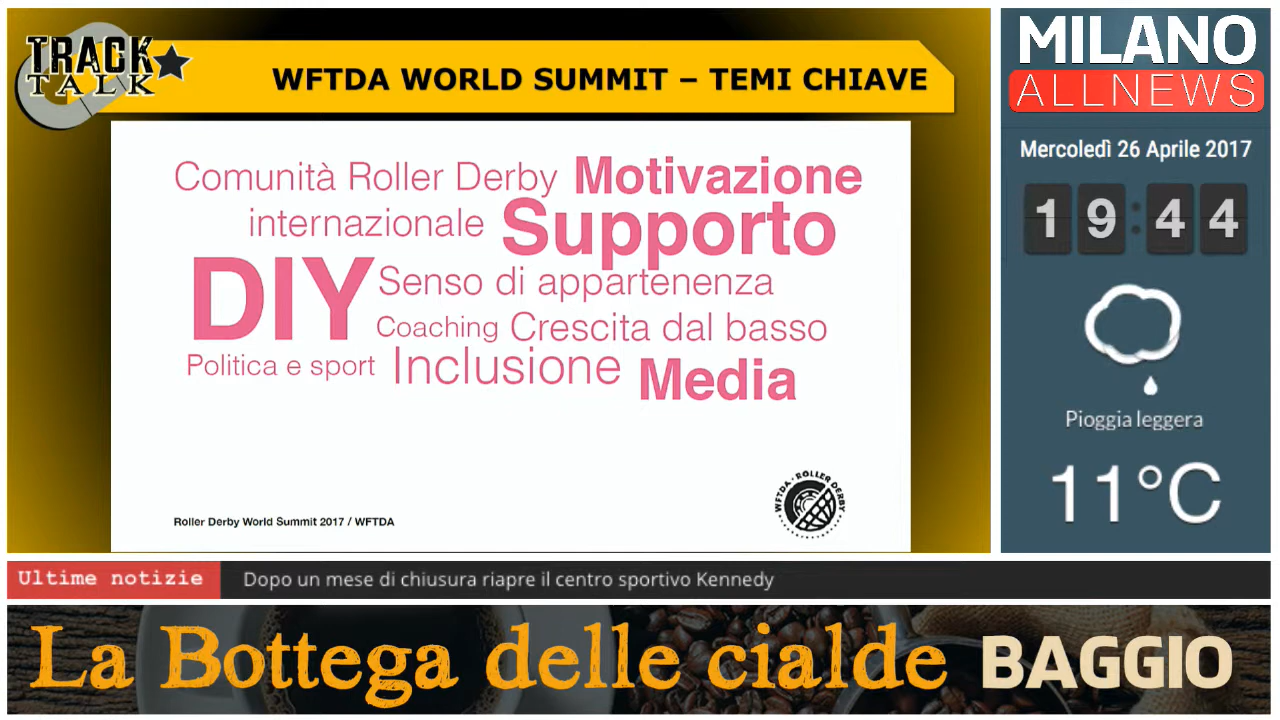 TRACK
TALK
WFTDA WORLD SUMMIT – TEMI CHIAVE
Comunità Roller Derby Motivazione
internazionale Supporto
DIY Senso di appartenenza
Coaching Crescita dal basso
Politica e sport Inclusione Media
WFTDA · ROLLER DERBY
Roller Derby World Summit 2017 / WFTDA
MILANO
ALLNEWS
Mercoledì 26 Aprile 2017
19:44
Pioggia leggera
11°C
Ultime notizie Dopo un mese di chiusura riapre il centro sportivo Kennedy
La Bottega delle cialde BAGGIO